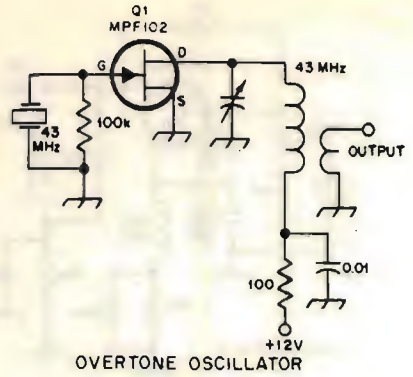 Q1
MPF102
G
D
S
43
MHz
100k
43 MHz
OUTPUT
100
0.01
+12V
OVERTONE OSCILLATOR